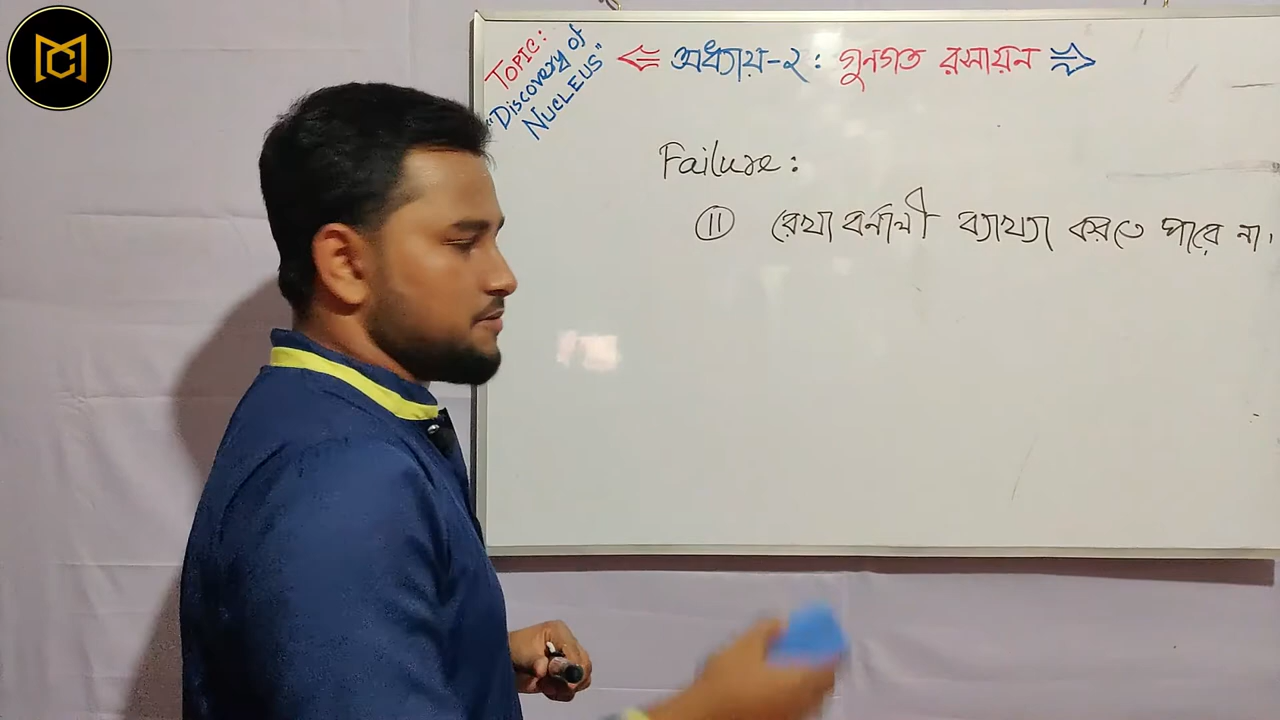 TOPIC:
"Discovery of
NUCLEUS"
অধ্যায়-২: গুনগত রসায়ন
Failure:
(ii) রেখা বর্নালী ব্যাখ্যা করতে পারে না।